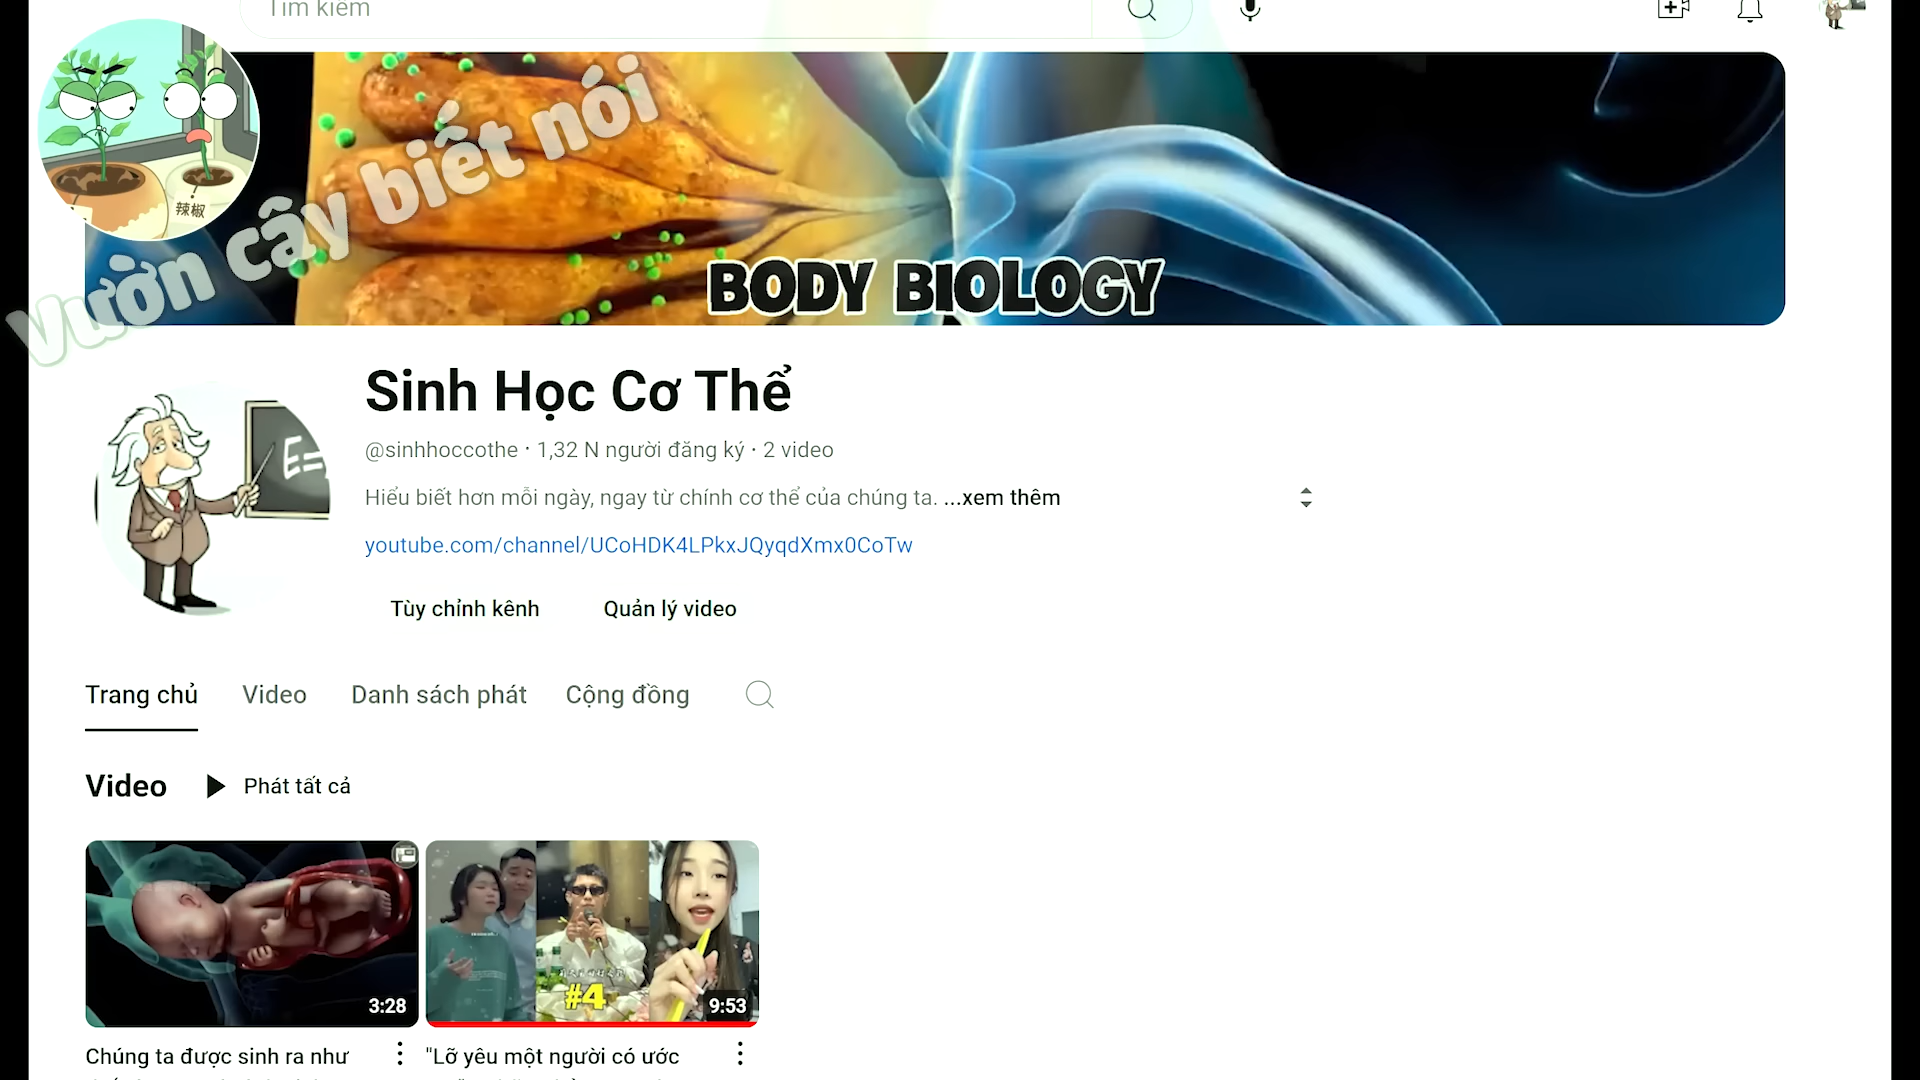 Tìm kiếm
辣椒
Vườn cây biết nói
BODY BIOLOGY
Sinh Học Cơ Thể
E=
@sinhhoccothe · 1,32 N người đăng ký · 2 video
Hiểu biết hơn mỗi ngày, ngay từ chính cơ thể của chúng ta. ...xem thêm
youtube.com/channel/UCoHDK4LPkxJQyqdXmx0CoTw
Tùy chỉnh kênh Quản lý video
Trang chủ Video Danh sách phát Cộng đồng
Video Phát tất cả
#4
3:28 9:53
Chúng ta được sinh ra như "Lỡ yêu một người có ước